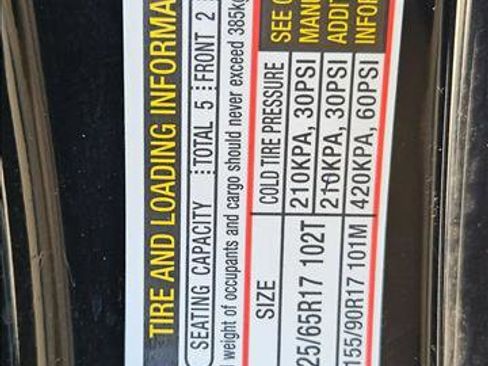 TIRE AND LOADING INFORMA
SEATING CAPACITY TOTAL 5 FRONT 2
weight of occupants and cargo should never exceed 385kg
SIZE COLD TIRE PRESSURE SEE
25/65R17 102T 210KPA, 30PSI MANU
210KPA, 30PSI ADDIT
155/90R17 101M 420KPA, 60PSI INFOR